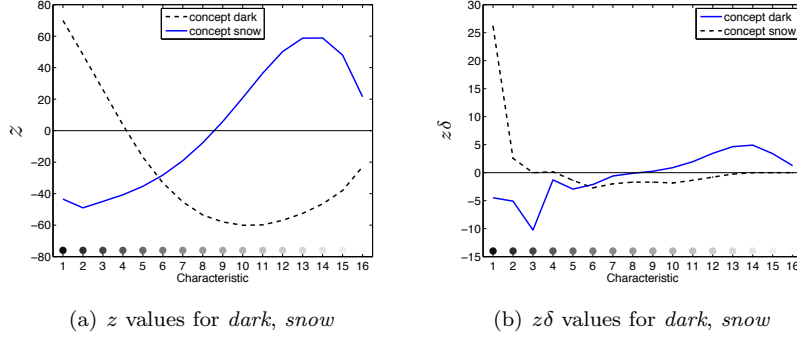 80
60
40
20
0
−20
−40
−60
−80
z
concept dark
concept snow
1 2 3 4 5 6 7 8 9 10 11 12 13 14 15 16
Characteristic
(a) z values for dark, snow
30
25
20
15
10
5
0
−5
−10
−15
zδ
concept dark
concept snow
1 2 3 4 5 6 7 8 9 10 11 12 13 14 15 16
Characteristic
(b) zδ values for dark, snow